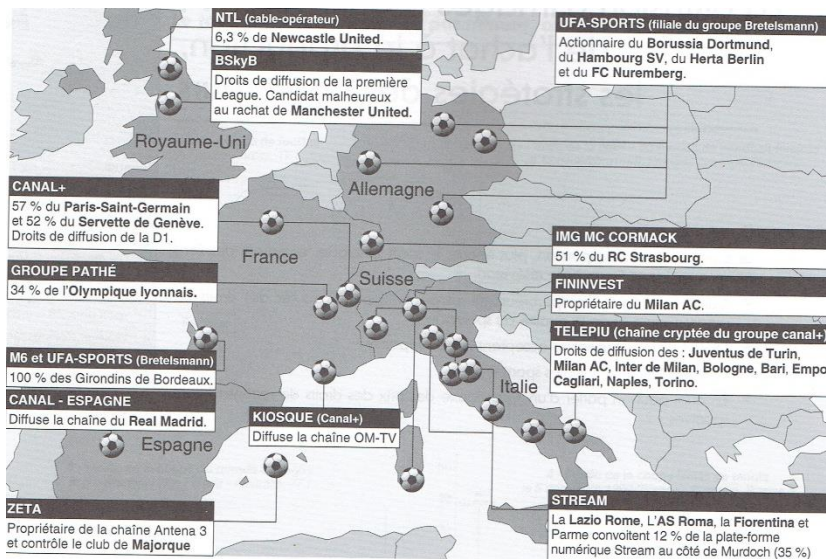 NTL (cable-opérateur)
6,3 % de Newcastle United.
BSkyB
Droits de diffusion de la première
League. Candidat malheureux
au rachat de Manchester United.
UFA-SPORTS (filiale du groupe Bretelsmann)
Actionnaire du Borussia Dortmund,
du Hambourg SV, du Herta Berlin
et du FC Nuremberg.
Royaume-Uni
Allemagne
CANAL+
57 % du Paris-Saint-Germain
et 52 % du Servette de Genève.
Droits de diffusion de la D1.
France
Suisse
IMG MC CORMACK
51 % du RC Strasbourg.
GROUPE PATHÉ
34 % de l'Olympique lyonnais.
FININVEST
Propriétaire du Milan AC.
TELEPIU (chaîne cryptée du groupe canal+)
Droits de diffusion des : Juventus de Turin,
Milan AC, Inter de Milan, Bologne, Bari, Empo
Cagliari, Naples, Torino.
M6 et UFA-SPORTS (Bretelsmann)
100 % des Girondins de Bordeaux.
Italie
CANAL - ESPAGNE
Diffuse la chaîne du Real Madrid.
Espagne
KIOSQUE (Canal+)
Diffuse la chaîne OM-TV
ZETA
Propriétaire de la chaîne Antena 3
et contrôle le club de Majorque
STREAM
La Lazio Rome, L'AS Roma, la Fiorentina et
Parme convoitent 12 % de la plate-forme
numérique Stream au côté de Murdoch (35 %)